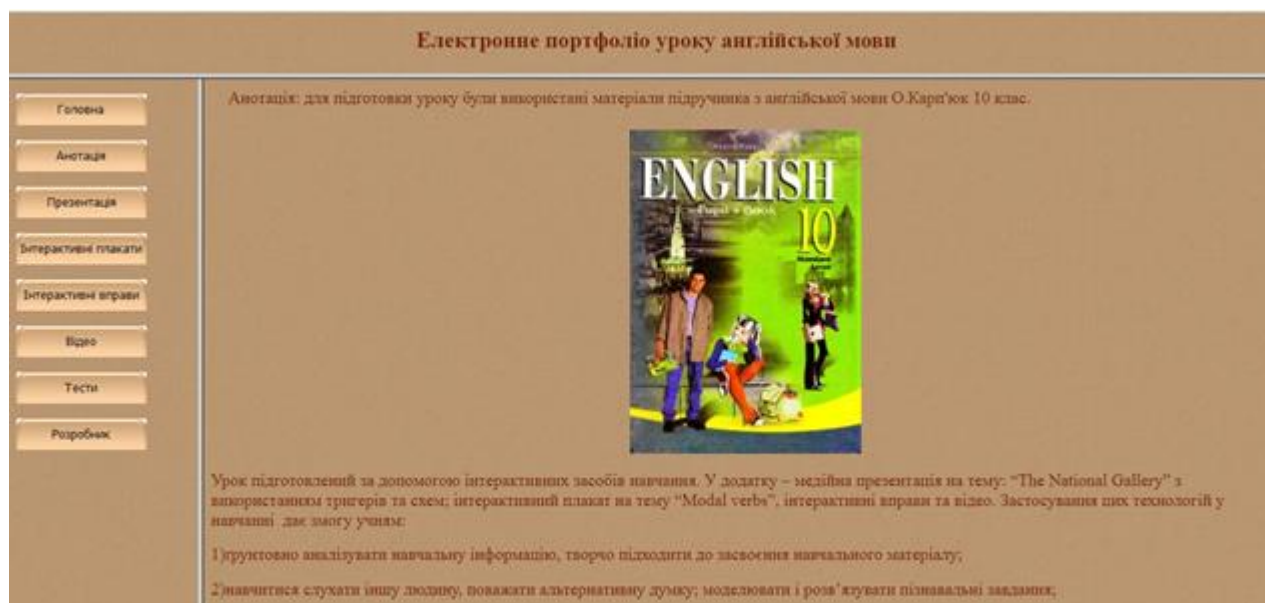 Електронне портфоліо уроку англійської мови
Головна
Анотація
Презентація
Інтерактивні плакати
Інтерактивні вправи
Відео
Тести
Розробник
Анотація: для підготовки уроку були використані матеріали підручника з англійської мови О.Карп'юк 10 клас.
ENGLISH
Pupil's Book
10
Урок підготовлений за допомогою інтерактивних засобів навчання. У додатку – медійна презентація на тему: “The National Gallery” з
використанням тригерів та схем; інтерактивний плакат на тему “Modal verbs”, інтерактивні вправи та відео. Застосування цих технологій у
навчанні дає змогу учням:
1)ґрунтовно аналізувати навчальну інформацію, творчо підходити до засвоєння навчального матеріалу;
2)навчитися слухати іншу людину, поважати альтернативну думку; моделювати і розв’язувати пізнавальні завдання;